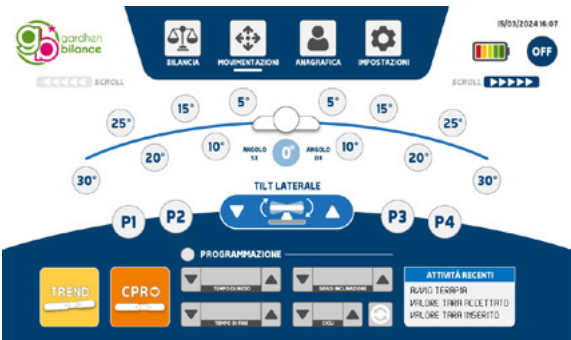 gardhen
bilance
BILANCIA
MOVIMENTAZIONI
ANAGRAFICA
IMPOSTAZIONI
15/03/2024 16:07
OFF
SCROLL
SCROLL
25°
15°
5°
5°
15°
25°
30°
20°
10°
ANGOLO
SX
0°
ANGOLO
DX
10°
20°
30°
TILT LATERALE
P1
P2
P3
P4
PROGRAMMAZIONE
TREND
CPR
TEMPO DI INIZIO
GRADI INCLINAZIONE
TEMPO DI FINE
CICLI
ATTIVITÀ RECENTI
AVVIO TERAPIA
VALORE TARA ACCETTATO
VALORE TARA INSERITO